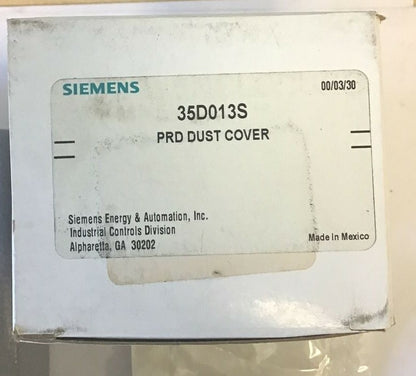 SIEMENS
00/03/30
35D013S
PRD DUST COVER
Siemens Energy & Automation, Inc.
Industrial Controls Division
Alpharetta, GA 30202
Made In Mexico